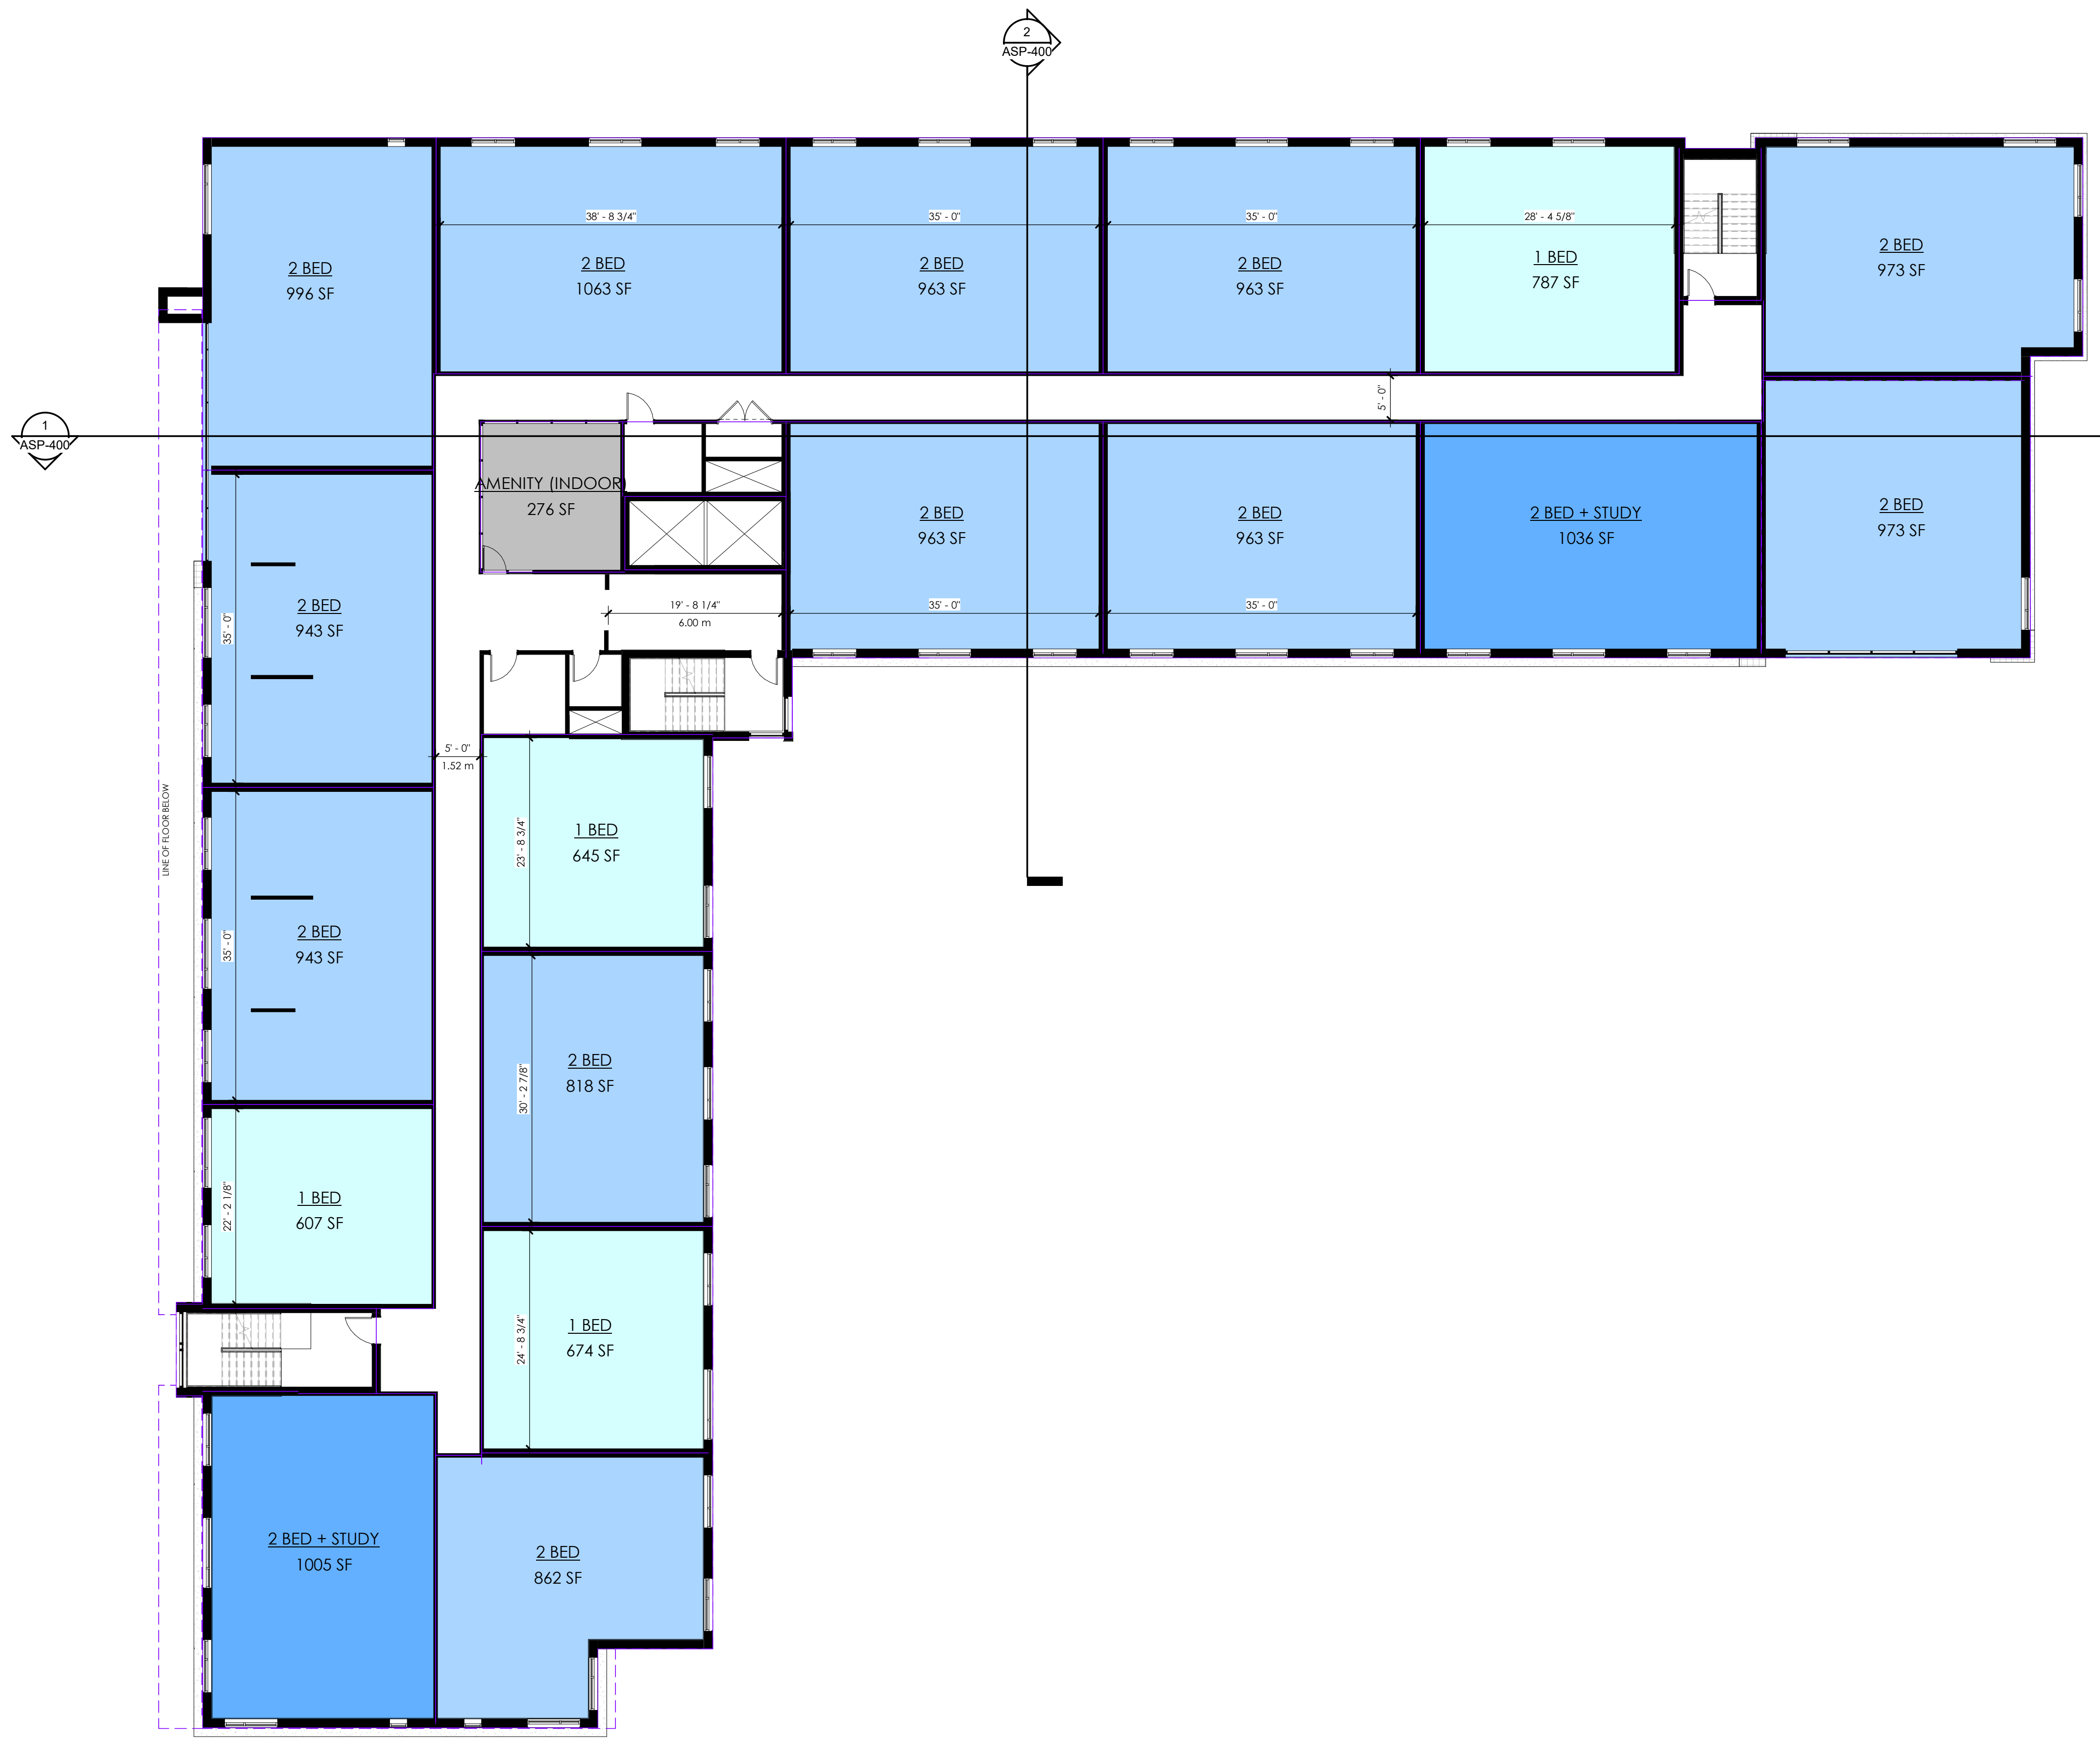 2
ASP-400
38' - 8 3/4"
35' - 0"
35' - 0"
28' - 4 5/8"
2 BED
996 SF
2 BED
1063 SF
2 BED
963 SF
2 BED
963 SF
1 BED
787 SF
2 BED
973 SF
5' - 0"
1
ASP-400
AMENITY (INDOOR)
276 SF
2 BED
963 SF
2 BED
963 SF
2 BED + STUDY
1036 SF
2 BED
973 SF
35' - 0"
2 BED
943 SF
19' - 8 1/4"
6.00 m
35' - 0"
35' - 0"
5' - 0"
1.52 m
LINE OF FLOOR BELOW
23' - 8 3/4"
1 BED
645 SF
35' - 0"
2 BED
943 SF
30' - 2 7/8"
2 BED
818 SF
22' - 2 1/8"
1 BED
607 SF
24' - 8 3/4"
1 BED
674 SF
2 BED + STUDY
1005 SF
2 BED
862 SF